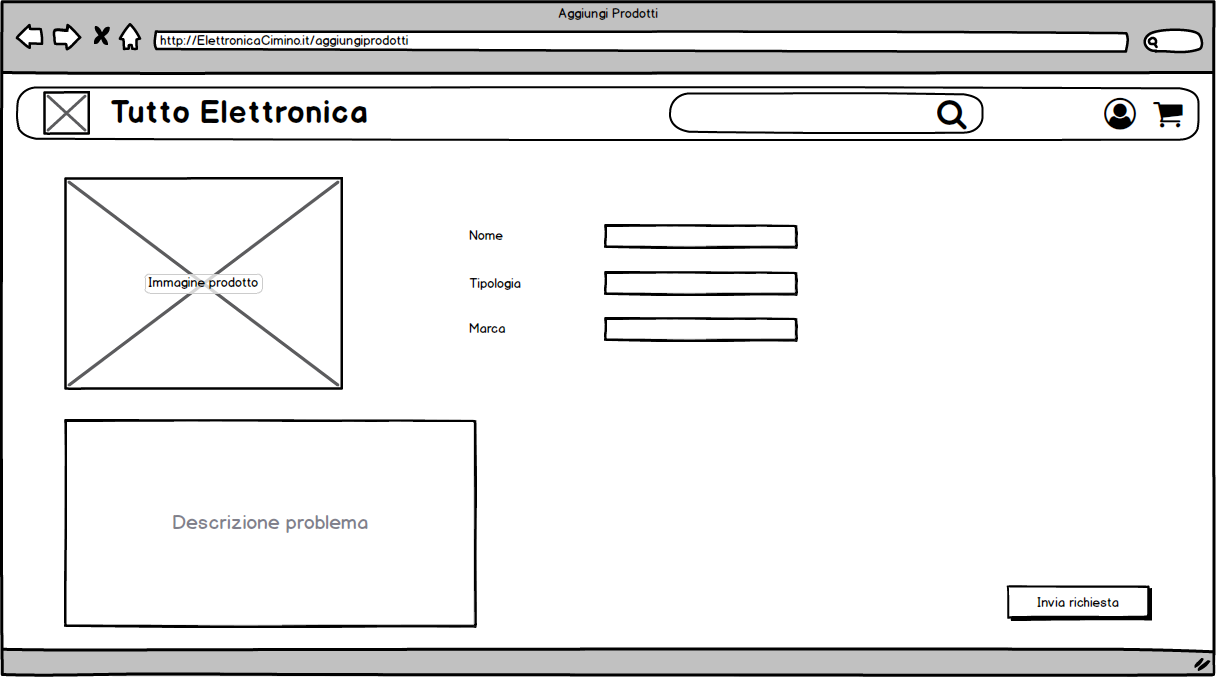 Aggiungi Prodotti
http://ElettronicaCimino.it/aggiungiprodotti
Tutto Elettronica
Immagine prodotto
Nome
Tipologia
Marca
Descrizione problema
Invia richiesta